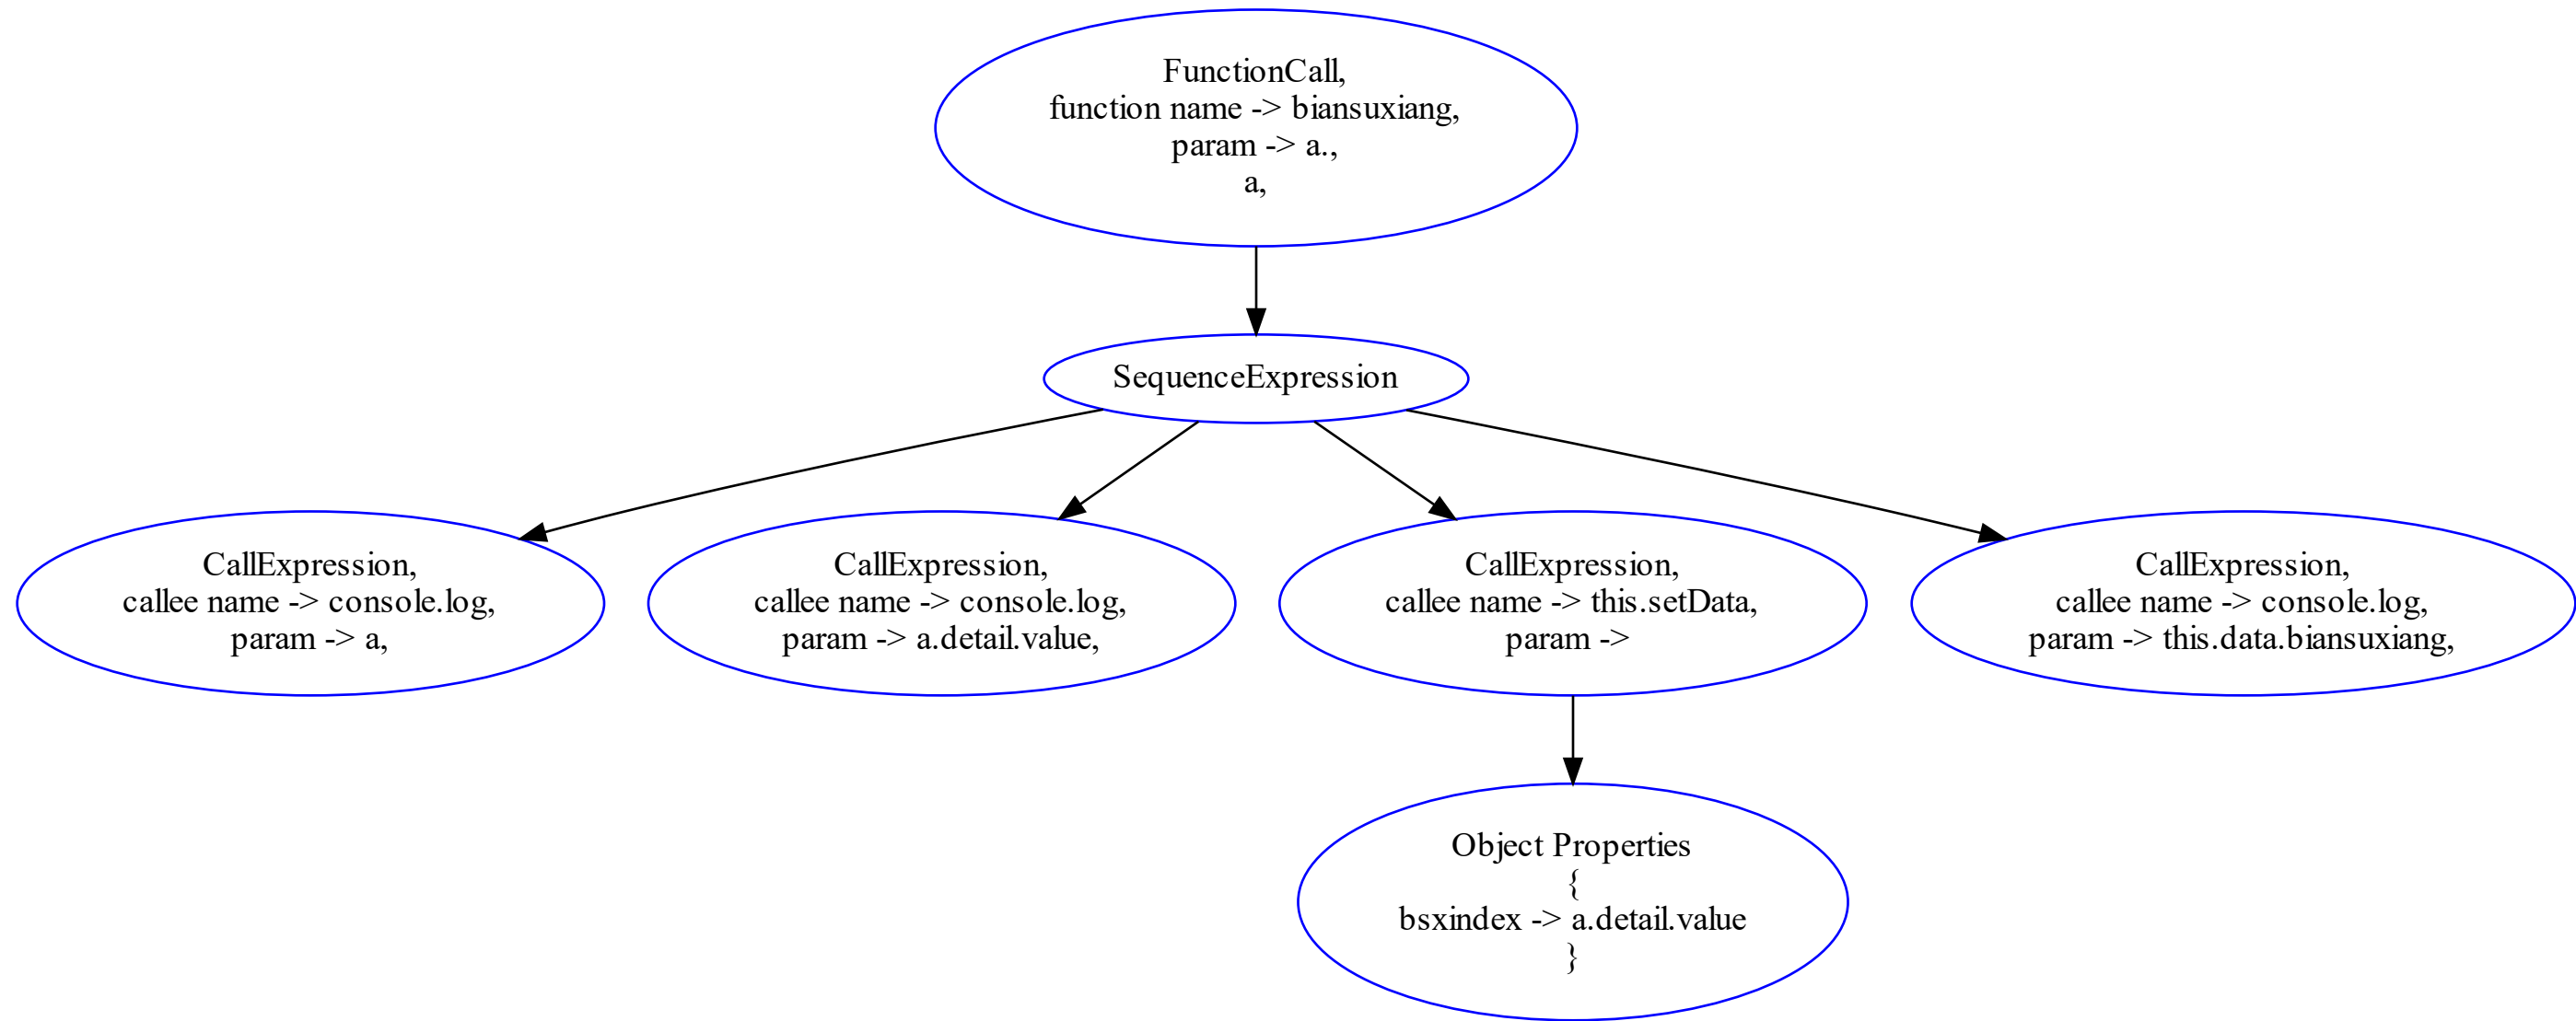 FunctionCall,
function name -> biansuxiang,
param -> a.,
a,
SequenceExpression
CallExpression,
callee name -> console.log,
param -> a,
CallExpression,
callee name -> console.log,
param -> a.detail.value,
CallExpression,
callee name -> this.setData,
param ->
CallExpression,
callee name -> console.log,
param -> this.data.biansuxiang,
Object Properties
{
bsxindex -> a.detail.value
}